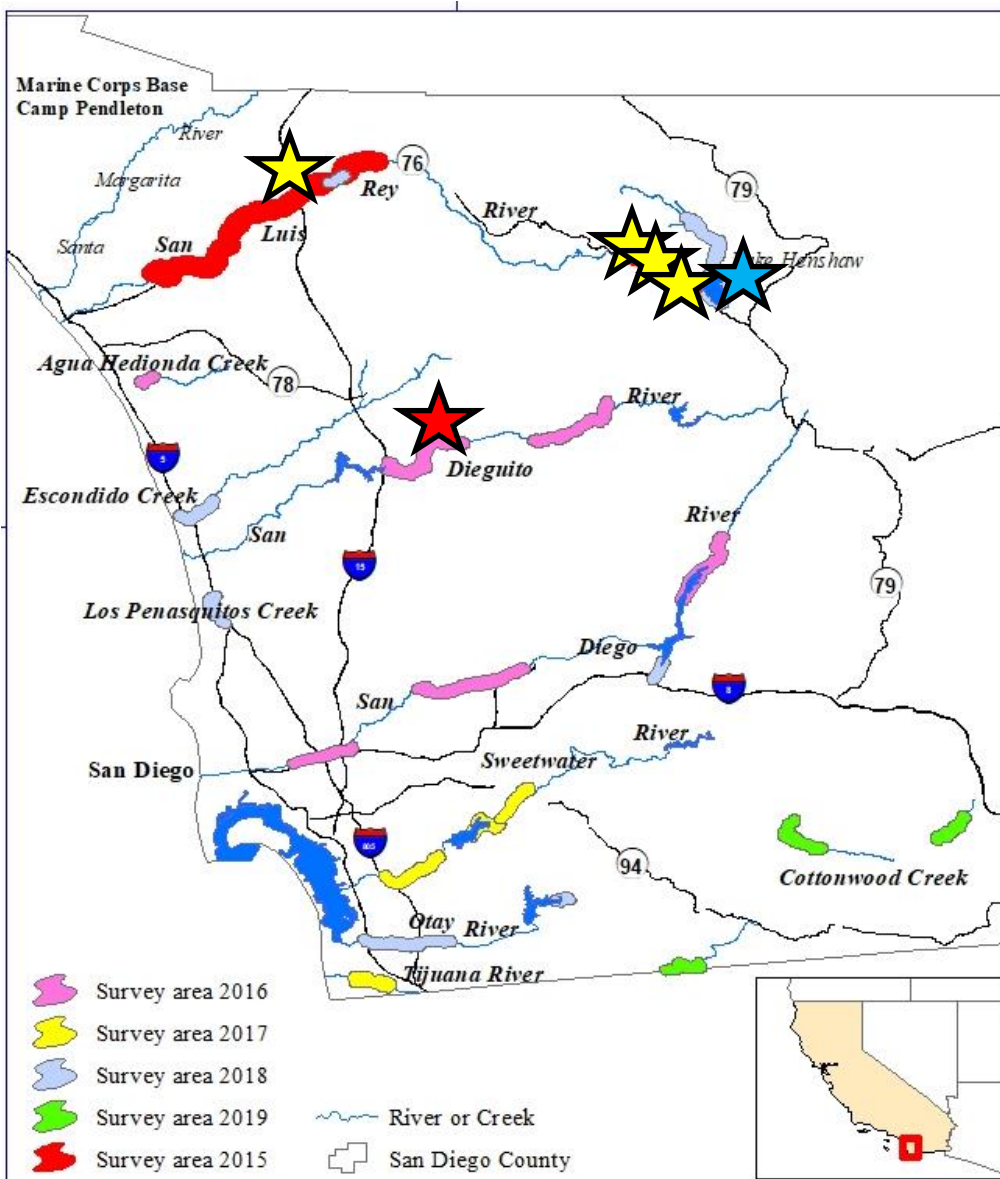 Marine Corps Base
Camp Pendleton
River
Margarita
Santa
76
Rey
San
Luis
River
79
Lake Henshaw
Agua Hedionda Creek
78
River
5
Dieguito
Escondido Creek
San
River
15
79
Los Penasquitos Creek
Diego
8
San
River
San Diego
Sweetwater
805
94
Cottonwood Creek
Otay River
Tijuana River
Survey area 2016
Survey area 2017
Survey area 2018
Survey area 2019
River or Creek
Survey area 2015
San Diego County